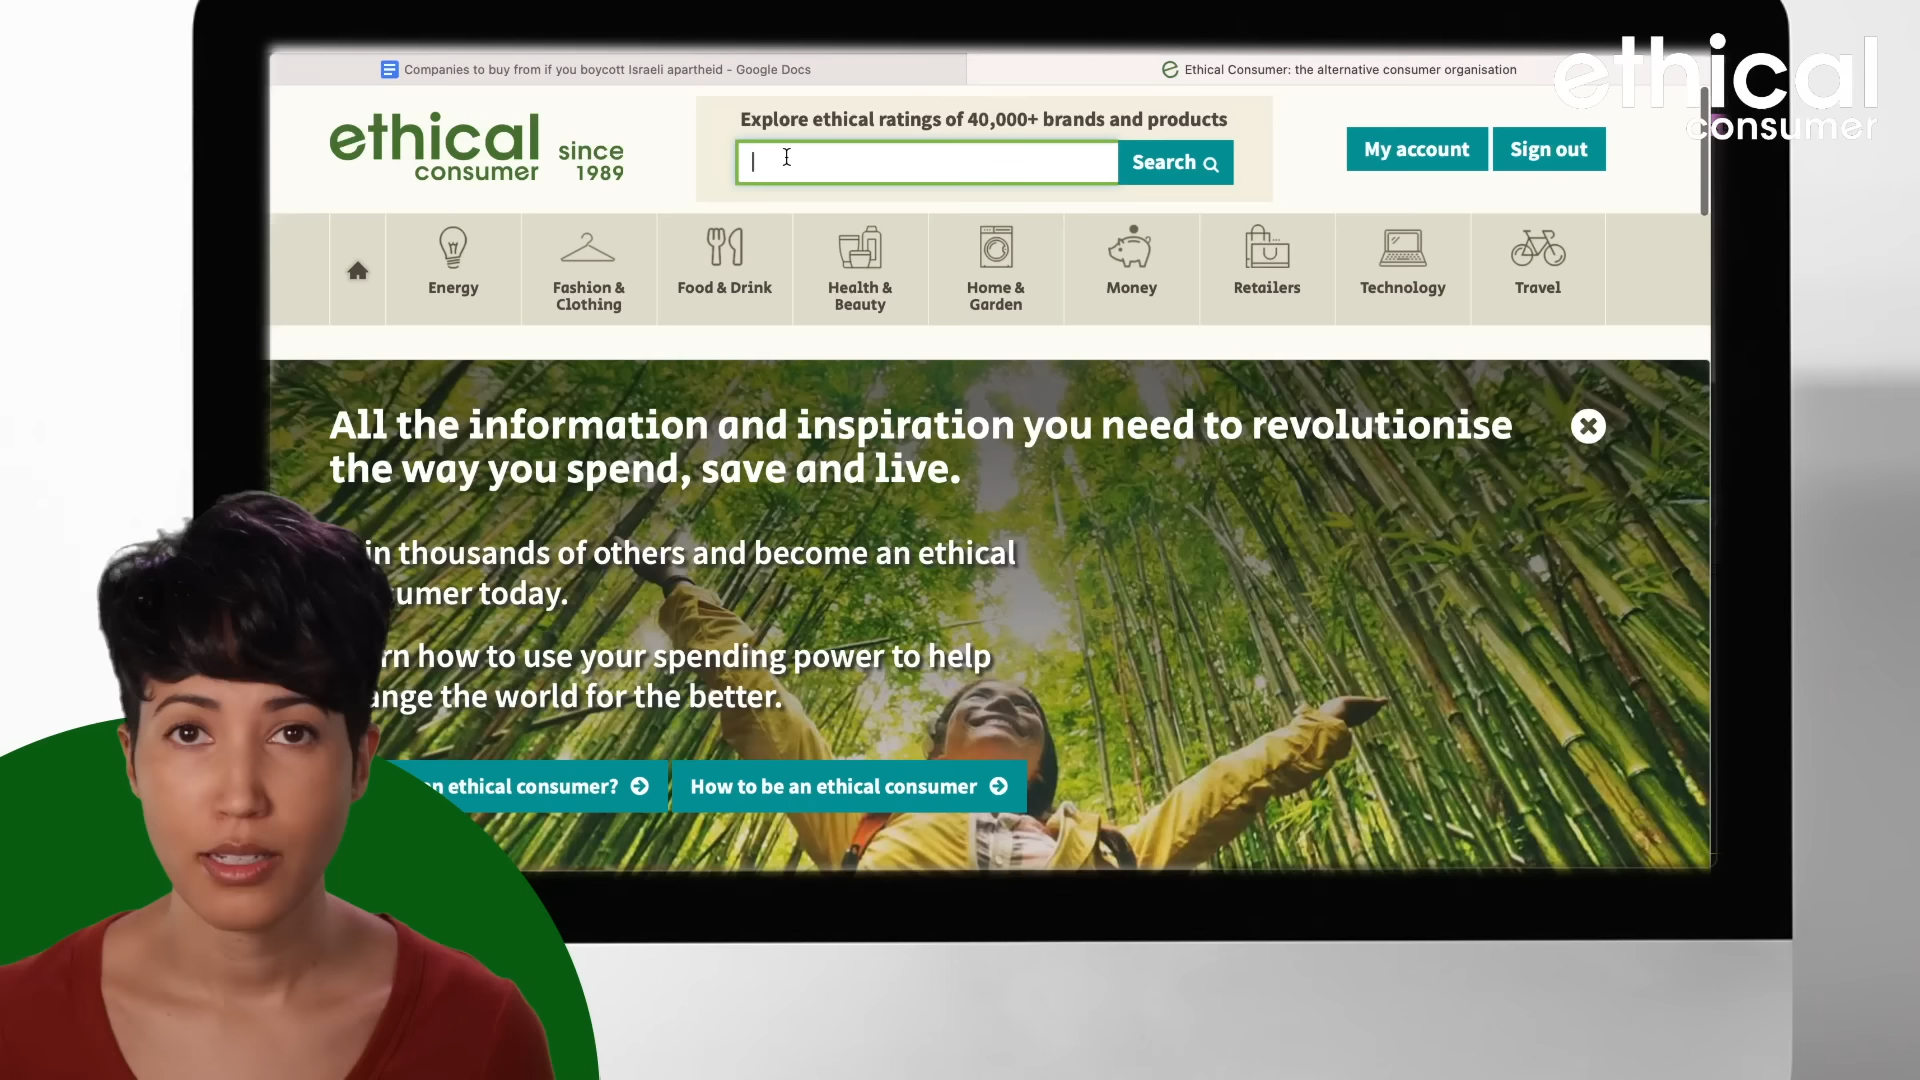 Companies to buy from if you boycott Israeli apartheid - Google Docs
Ethical Consumer: the alternative consumer organisation
ethical
consumer
ethical
consumer
since
1989
Explore ethical ratings of 40,000+ brands and products
Search
My account
Sign out
Energy
Fashion &
Clothing
Food & Drink
Health &
Beauty
Home &
Garden
Money
Retailers
Technology
Travel
All the information and inspiration you need to revolutionise
the way you spend, save and live.
in thousands of others and become an ethical
umer today.
rn how to use your spending power to help
ange the world for the better.
n ethical consumer?
How to be an ethical consumer